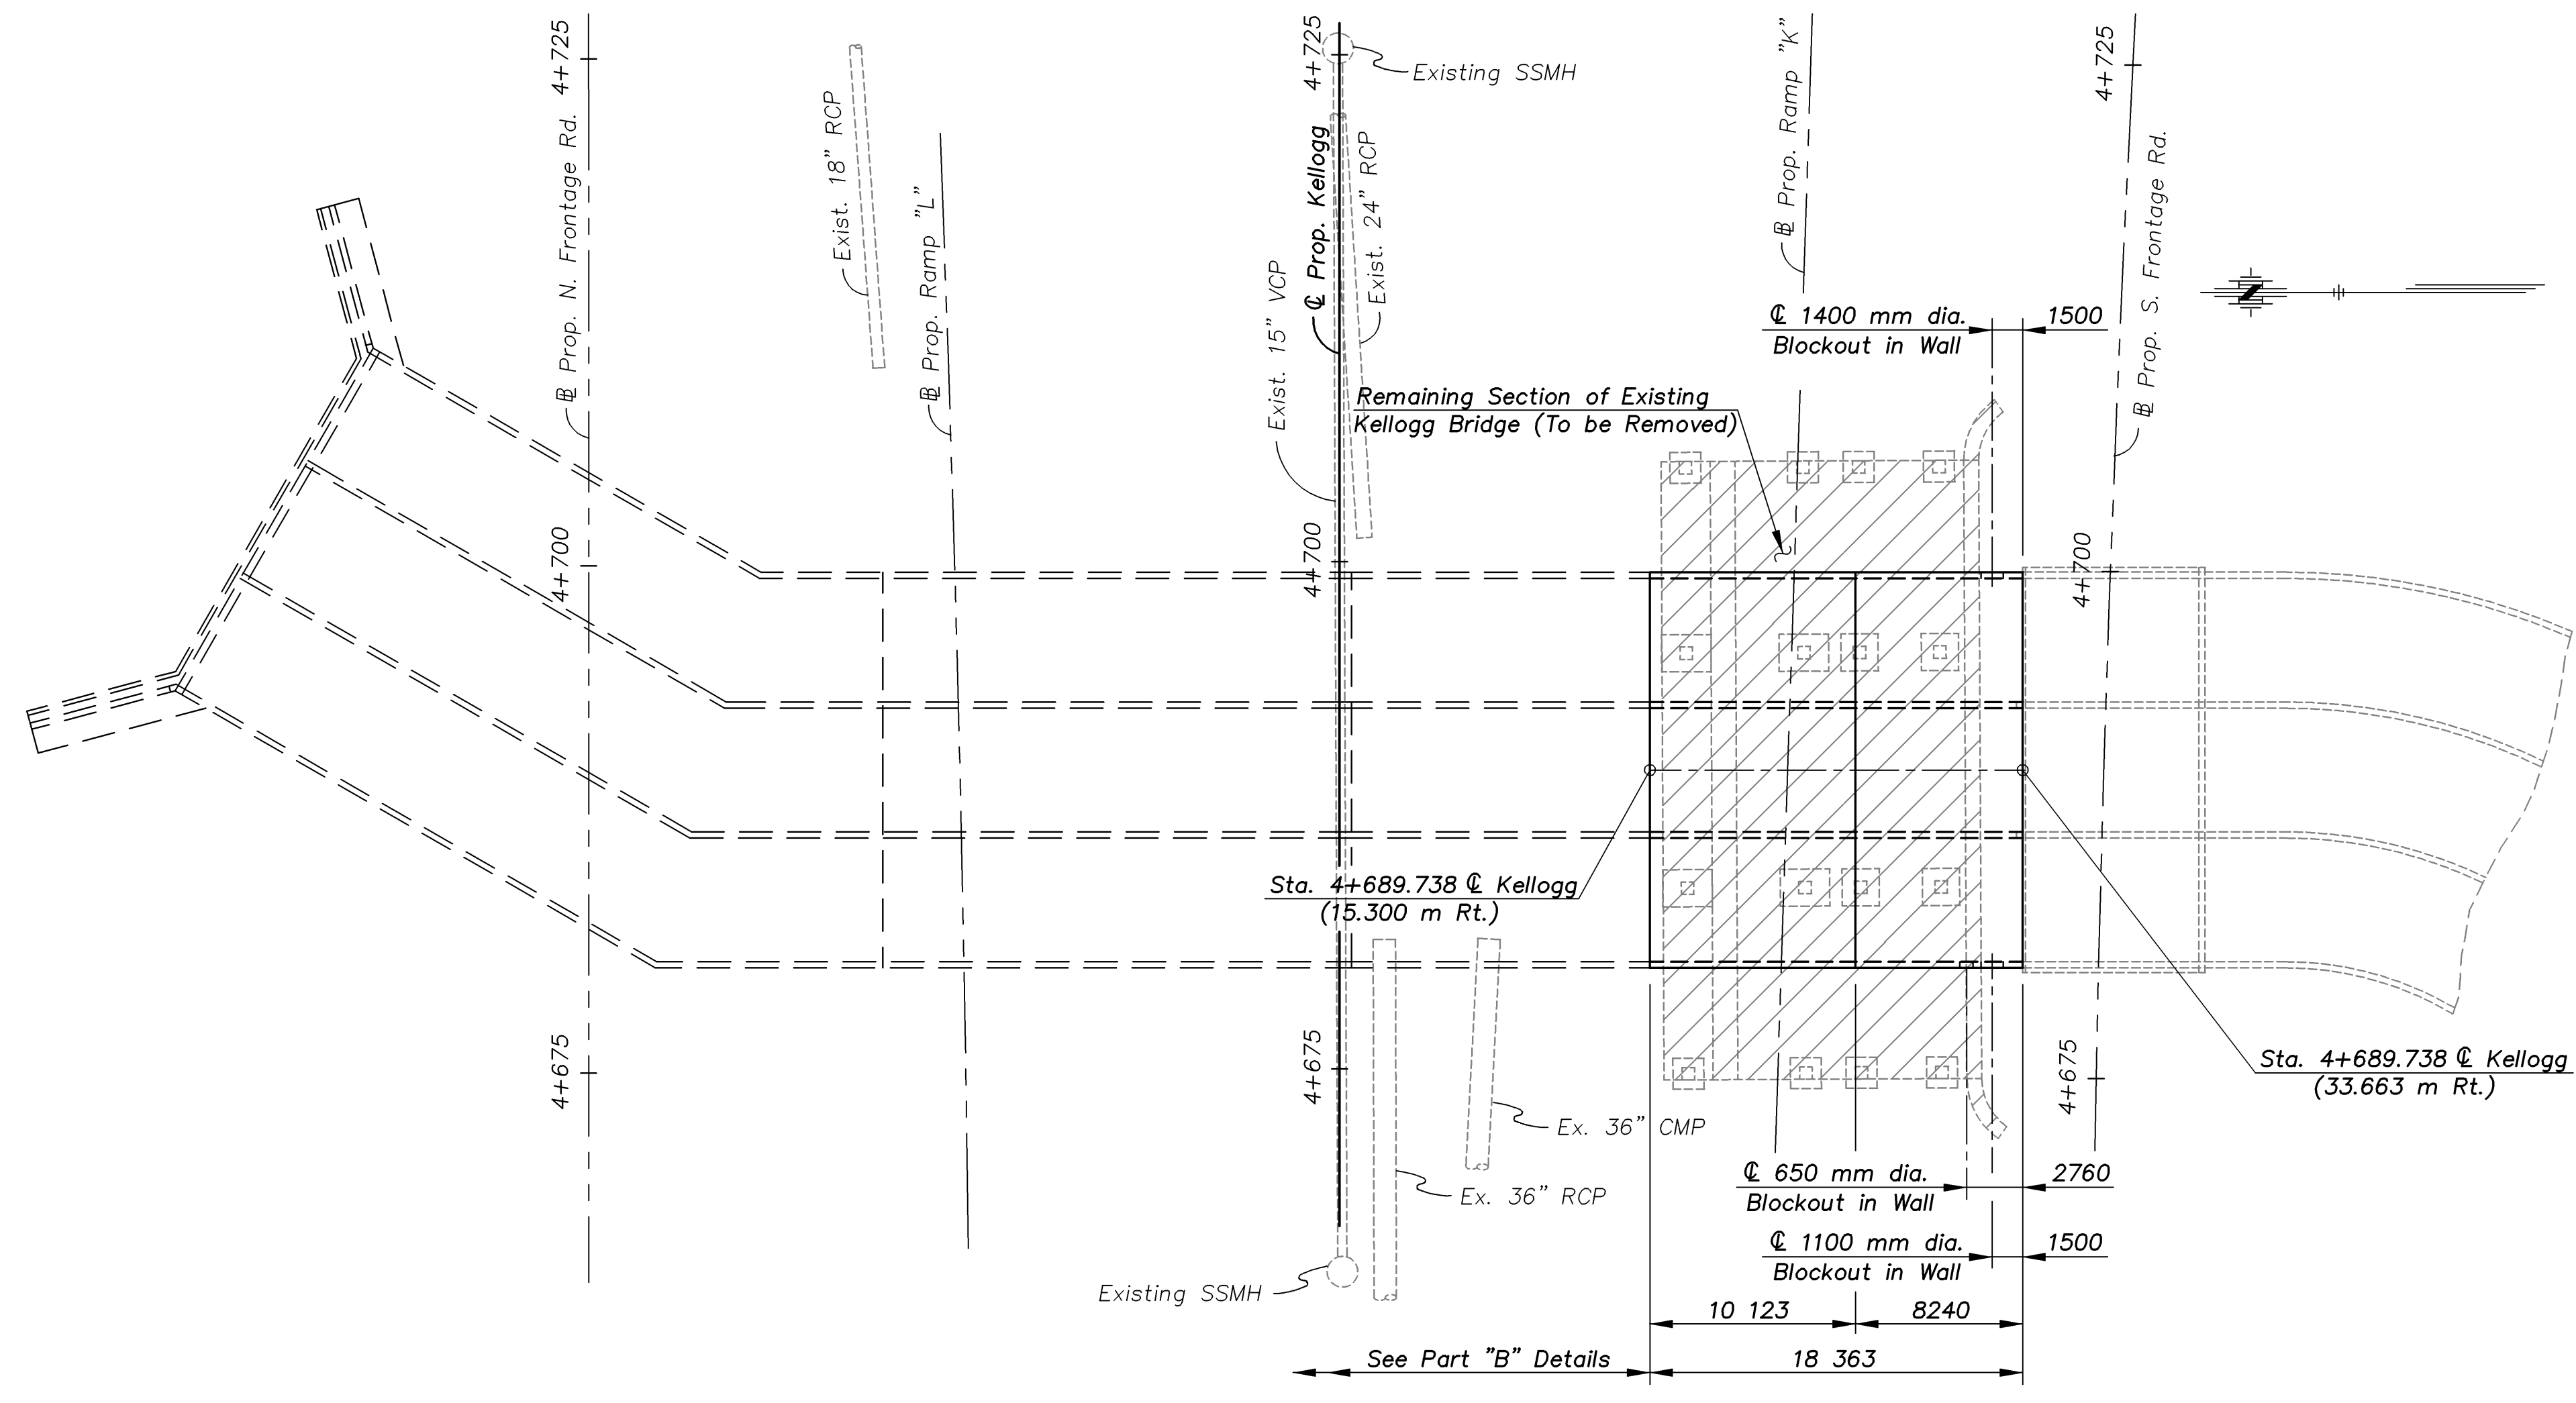 4+725
℄ Prop. N. Frontage Rd.
4+700
4+675
Exist. 18" RCP
Prop. Ramp "L"
4+725
℄ Prop. Kellogg
Exist. 24" RCP
Exist. 15" VCP
4+700
4+675
Existing SSMH
Prop. Ramp "K"
4+725
Prop. S. Frontage Rd.
4+700
4+675
℄ 1400 mm dia.
Blockout in Wall
1500
Remaining Section of Existing
Kellogg Bridge (To be Removed)
Sta. 4+689.738 ℄ Kellogg
(15.300 m Rt.)
Sta. 4+689.738 ℄ Kellogg
(33.663 m Rt.)
Ex. 36" CMP
Ex. 36" RCP
Existing SSMH
℄ 650 mm dia.
Blockout in Wall
2760
℄ 1100 mm dia.
Blockout in Wall
1500
10 123
8240
See Part "B" Details
18 363